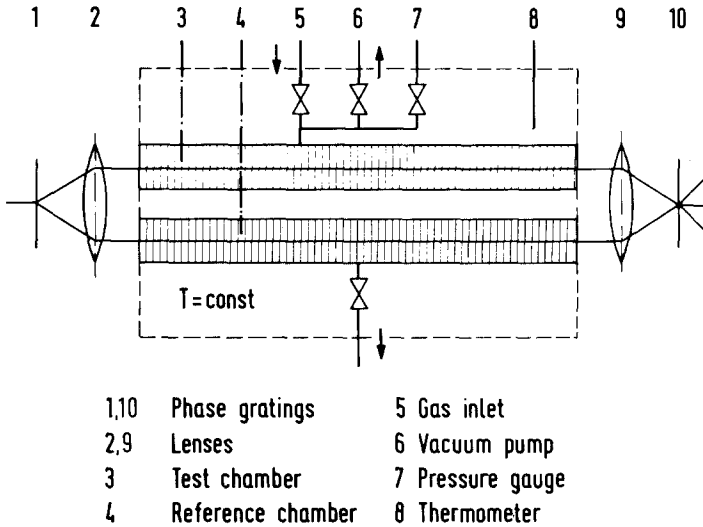 1 2 3 4 5 6 7 8 9 10
T=const
1,10 Phase gratings 5 Gas inlet
2,9 Lenses 6 Vacuum pump
3 Test chamber 7 Pressure gauge
4 Reference chamber 8 Thermometer